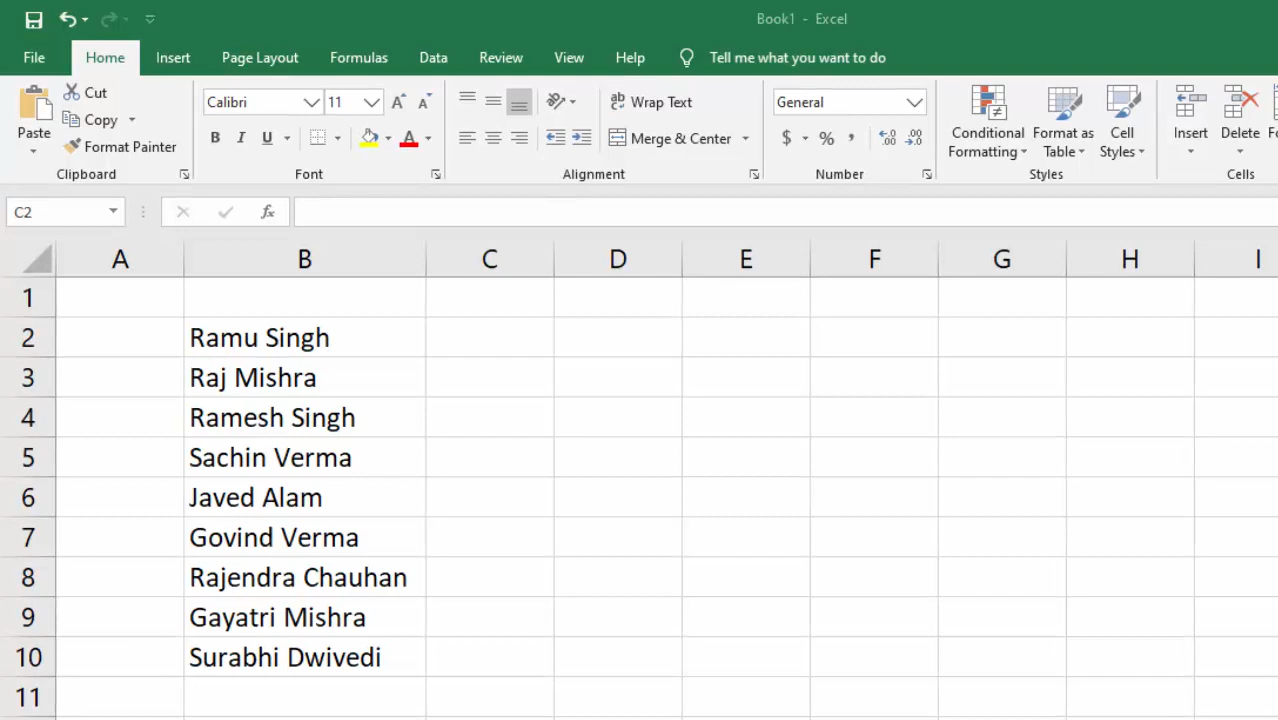 Book1 - Excel
File Home Insert Page Layout Formulas Data Review View Help Tell me what you want to do
Paste
Cut
Copy
Format Painter
Clipboard
Calibri 11
B I U
Font
Wrap Text
Merge & Center
Alignment
General
$ % ,
Number
Conditional Formatting
Format as Table
Cell Styles
Styles
Insert
Delete
Cells
C2 fx
A B C D E F G H I
1
2 Ramu Singh
3 Raj Mishra
4 Ramesh Singh
5 Sachin Verma
6 Javed Alam
7 Govind Verma
8 Rajendra Chauhan
9 Gayatri Mishra
10 Surabhi Dwivedi
11